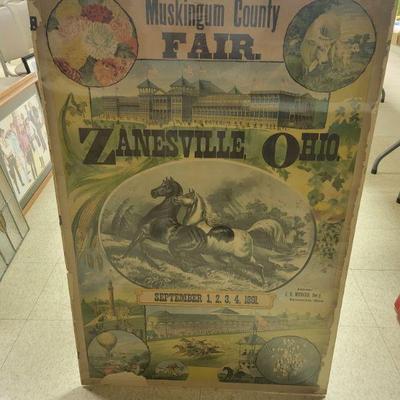 Muskingum County
FAIR.
ZANESVILLE, OHIO.
SEPTEMBER 1, 2, 3, 4, 1891.